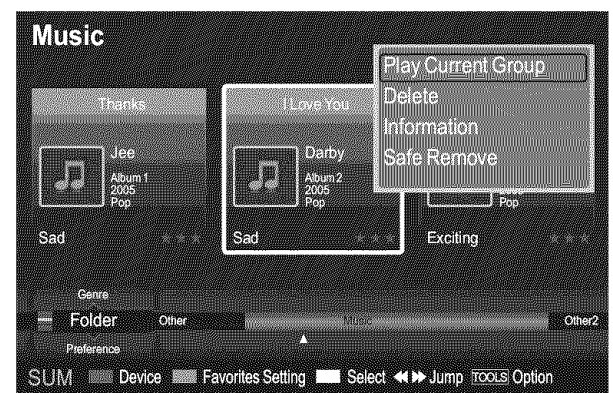 Music
Play Current Group
Delete
Information
Safe Remove
Thanks
Jee
Album 1
2005
Pop
Sad
I Love You
Darby
Album 2
2005
Pop
Sad
2005
Pop
Exciting
Genre
Folder
Preference
Other
Music
Other2
SUM
Device
Favorites Setting
Select
Jump
TOOLS
Option